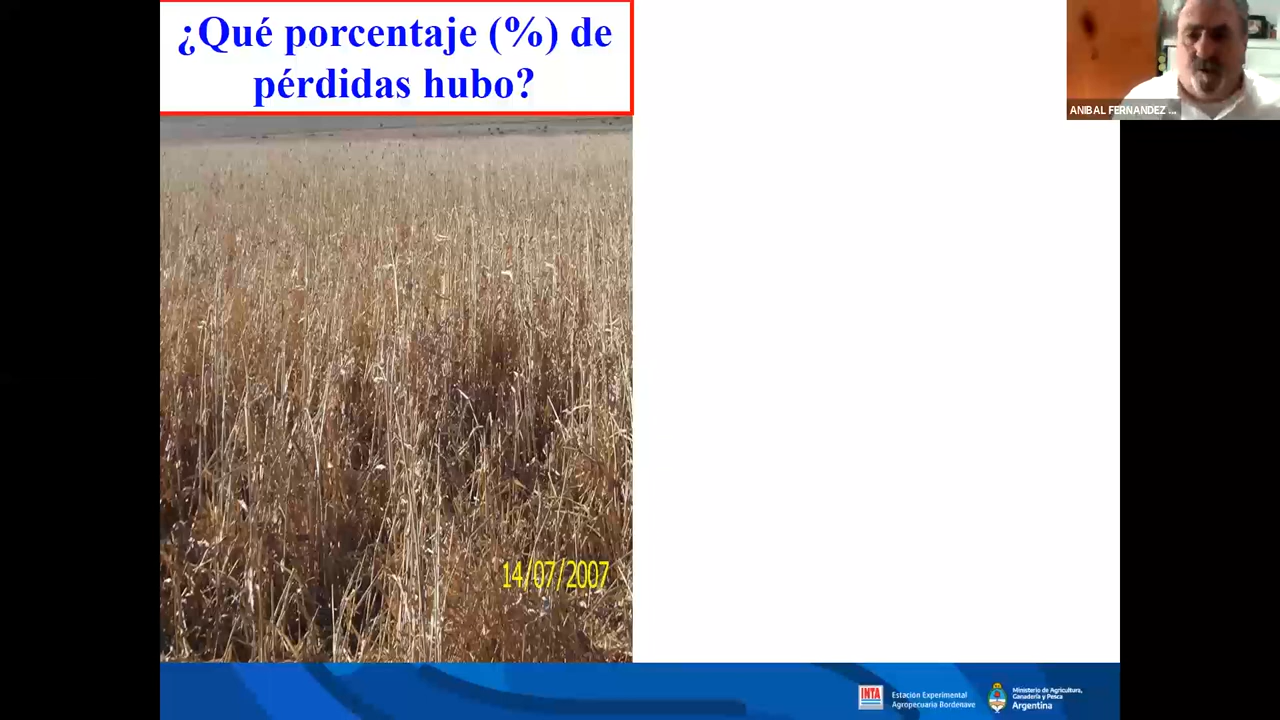 ¿Qué porcentaje (%) de
pérdidas hubo?
ANIBAL FERNANDEZ ...
14/07/2007
INTA
Estación Experimental
Agropecuaria Bordenave
Ministerio de Agricultura,
Ganadería y Pesca
Argentina